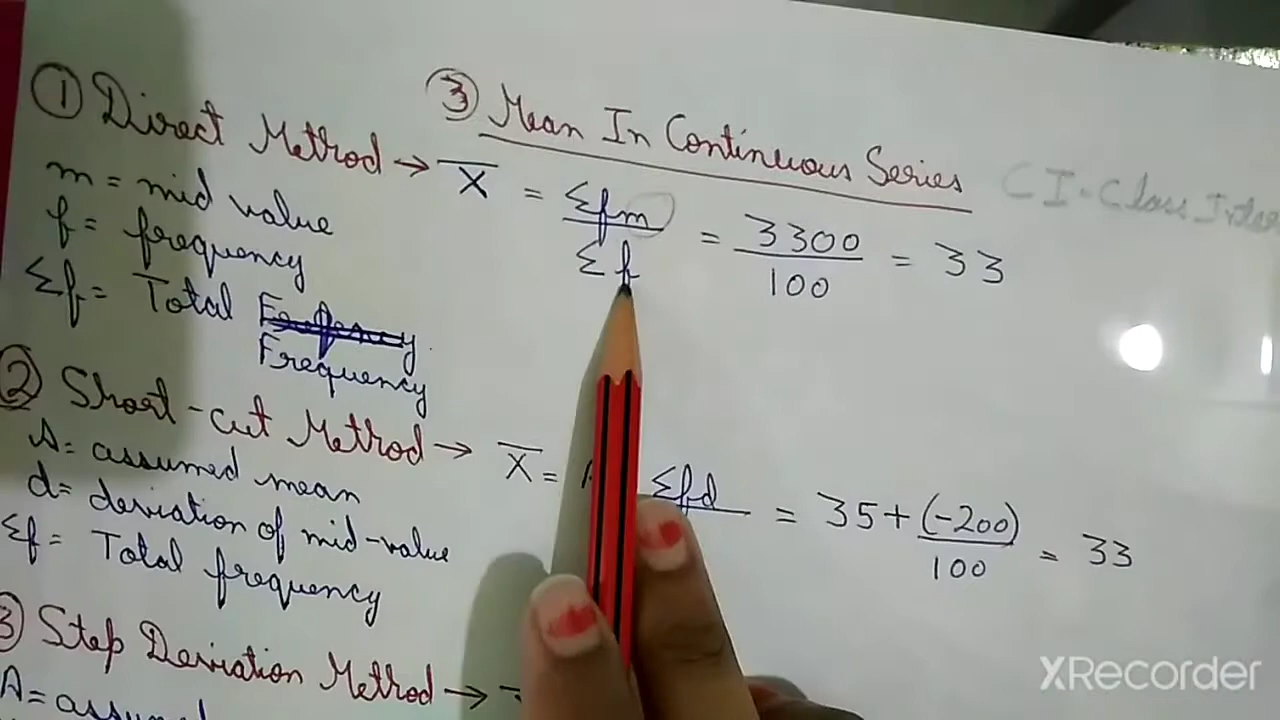 ③ Mean In Continuous Series
CI - Class
① Direct Method → X̅ = Σfm / Σf = 3300 / 100 = 33
m = mid value
f = frequency
Σf = Total
Frequency
② Short-cut Method → X̅ = Σfd = 35 + (-200) / 100 = 33
A = assumed mean
d = deviation of mid-value
Σf = Total frequency
③ Step Deviation Method →
A =
XRecorder